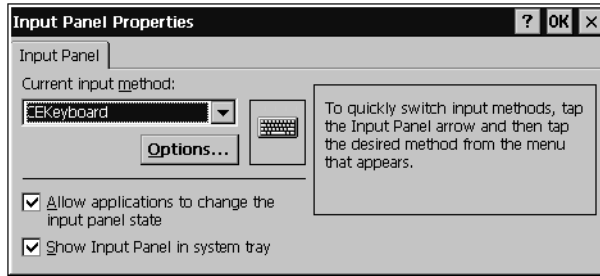 Input Panel Properties ? OK ×
Input Panel
Current input method:
CEKeyboard
Options...
To quickly switch input methods, tap
the Input Panel arrow and then tap
the desired method from the menu
that appears.
Allow applications to change the
input panel state
Show Input Panel in system tray